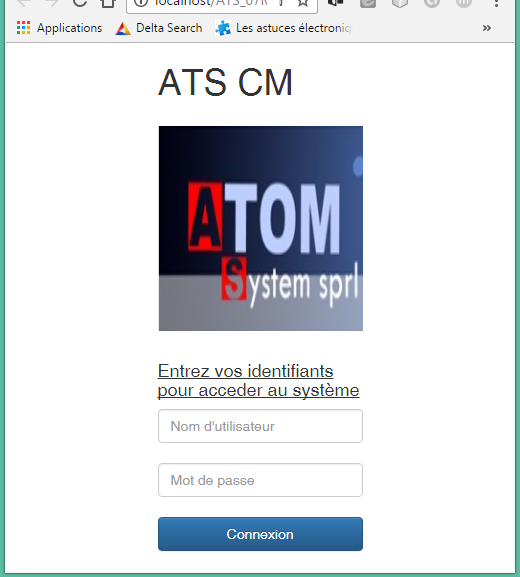 localhost/ATS_07R
Applications
Delta Search
Les astuces électroniq
ATS CM
ATOM
System sprl
Entrez vos identifiants
pour acceder au système
Nom d'utilisateur
Mot de passe
Connexion